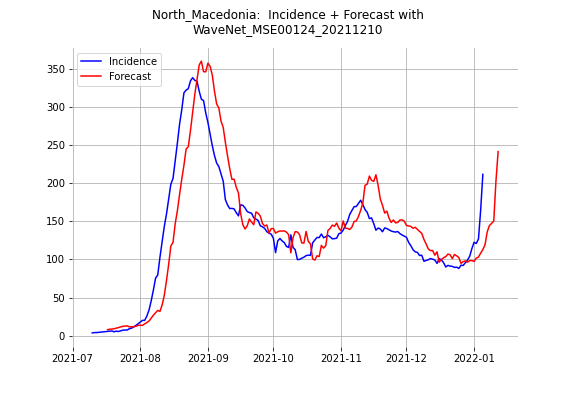 North_Macedonia:  Incidence + Forecast with
WaveNet_MSE00124_20211210
Incidence
Forecast
350
300
250
200
150
100
50
0
2021-07 2021-08 2021-09 2021-10 2021-11 2021-12 2022-01